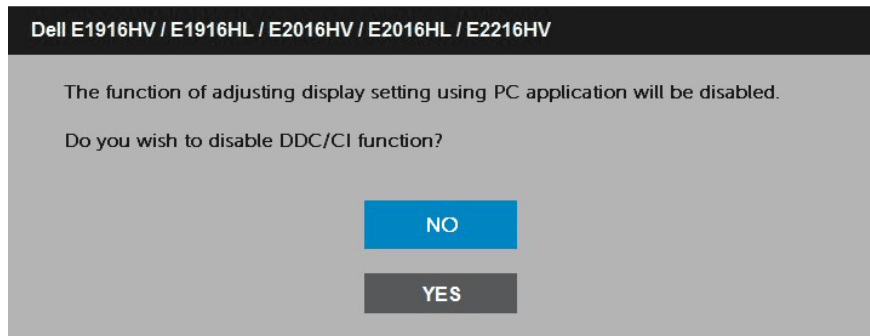 Dell E1916HV / E1916HL / E2016HV / E2016HL / E2216HV
The function of adjusting display setting using PC application will be disabled.
Do you wish to disable DDC/CI function?
NO
YES